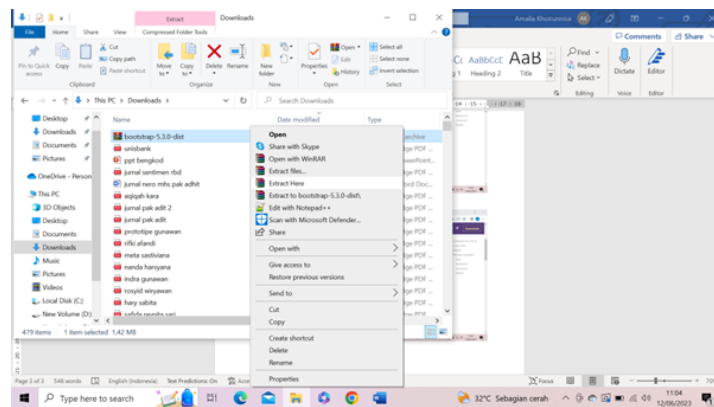 Extract
Downloads
Amalia Khoirunnisa
File Home Share View Compressed Folder Tools
Comments Share
Pin to Quick access
Copy
Paste
Cut
Copy path
Paste shortcut
Move to
Copy to
Delete
Rename
New folder
Properties
Open
Edit
History
Select all
Select none
Invert selection
Clipboard Organize New Open Select
AaBbCcC AaB
Heading 2 Title
Find
Replace
Select
Dictate
Editor
Editing Voice Editor
This PC > Downloads >
Search Downloads
Name Date modified Type
Desktop
Downloads
Documents
Pictures
OneDrive - Person
This PC
3D Objects
Desktop
Documents
Downloads
Music
Pictures
Videos
Local Disk (C:)
New Volume (D:)
bootstrap-5.3.0-dist
unisbank
ppt bengkod
jurnal sentimen rbd
jurnal nero mhs pak adhit
aqiqah kara
jurnal pak adit 2
jurnal pak adit
prototipe gunawan
rifki afandi
meta sastiviana
nanda harsyana
indra gunawan
rosyid wiryawan
hary sabita
Open
Share with Skype
Open with WinRAR
Extract files...
Extract Here
Extract to bootstrap-5.3.0-dist\
Edit with Notepad++
Scan with Microsoft Defender...
Share
Open with
Give access to
Restore previous versions
Send to
Cut
Copy
Create shortcut
Delete
Rename
Properties
479 items 1 item selected 1,42 MB
Page 3 of 3 548 words English (Indonesia) Text Predictions: On
Focus
Type here to search
32°C Sebagian cerah
11:04
12/06/2023